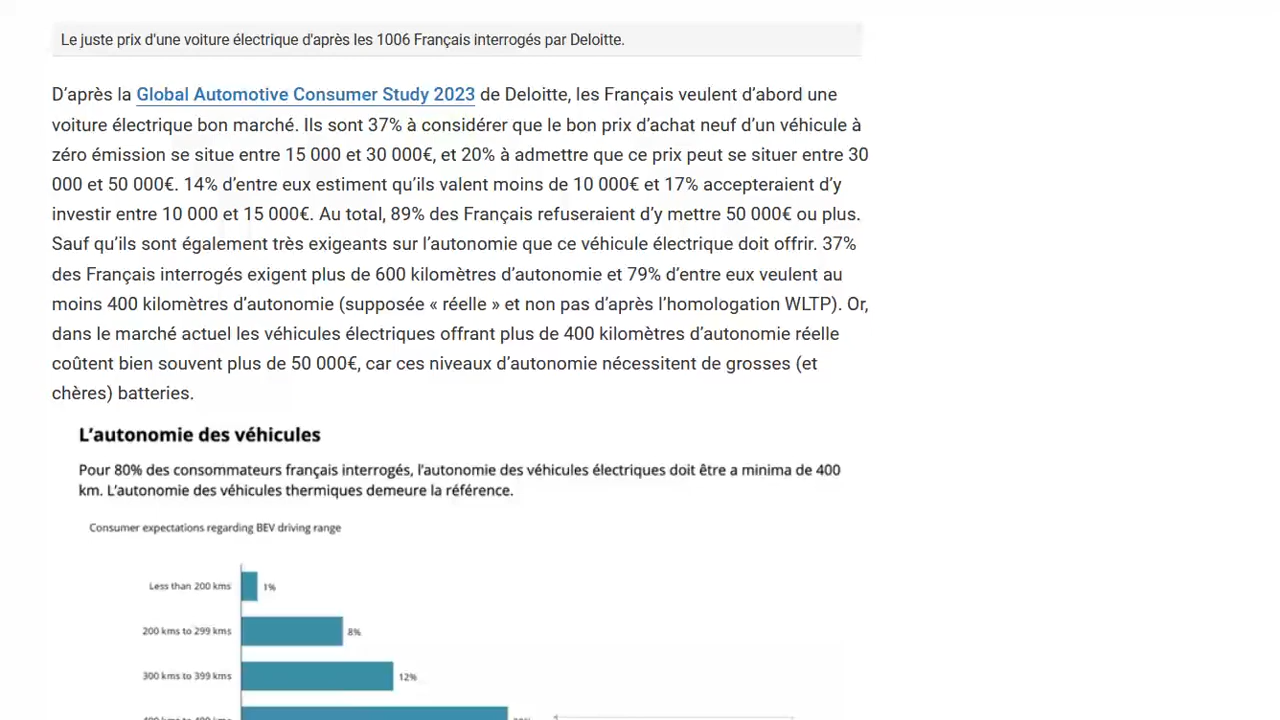 Le juste prix d'une voiture électrique d'après les 1006 Français interrogés par Deloitte.
D’après la Global Automotive Consumer Study 2023 de Deloitte, les Français veulent d’abord une
voiture électrique bon marché. Ils sont 37% à considérer que le bon prix d’achat neuf d’un véhicule à
zéro émission se situe entre 15 000 et 30 000€, et 20% à admettre que ce prix peut se situer entre 30
000 et 50 000€. 14% d’entre eux estiment qu’ils valent moins de 10 000€ et 17% accepteraient d’y
investir entre 10 000 et 15 000€. Au total, 89% des Français refuseraient d’y mettre 50 000€ ou plus.
Sauf qu’ils sont également très exigeants sur l’autonomie que ce véhicule électrique doit offrir. 37%
des Français interrogés exigent plus de 600 kilomètres d’autonomie et 79% d’entre eux veulent au
moins 400 kilomètres d’autonomie (supposée « réelle » et non pas d’après l’homologation WLTP). Or,
dans le marché actuel les véhicules électriques offrant plus de 400 kilomètres d’autonomie réelle
coûtent bien souvent plus de 50 000€, car ces niveaux d’autonomie nécessitent de grosses (et
chères) batteries.
L’autonomie des véhicules
Pour 80% des consommateurs français interrogés, l’autonomie des véhicules électriques doit être a minima de 400
km. L’autonomie des véhicules thermiques demeure la référence.
Consumer expectations regarding BEV driving range
Less than 200 kms 1%
200 kms to 299 kms 8%
300 kms to 399 kms 12%